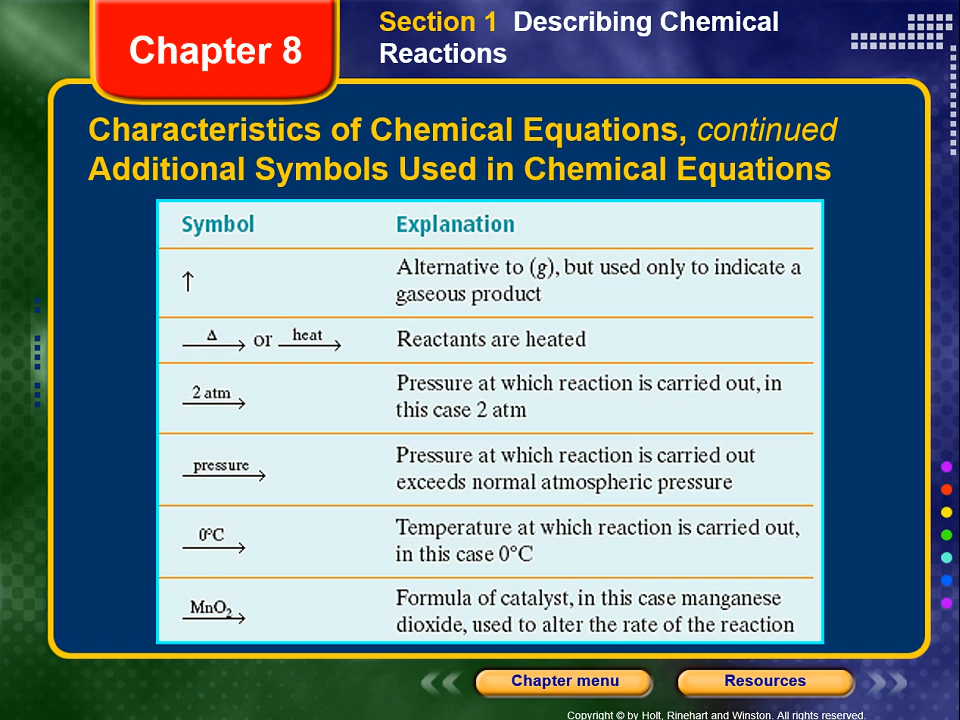 Chapter 8
Section 1 Describing Chemical
Reactions
Characteristics of Chemical Equations, continued
Additional Symbols Used in Chemical Equations
Symbol Explanation
↑ Alternative to (g), but used only to indicate a
gaseous product
Δ
→ or heat
→ Reactants are heated
2 atm
→ Pressure at which reaction is carried out, in
this case 2 atm
pressure
→ Pressure at which reaction is carried out
exceeds normal atmospheric pressure
0°C
→ Temperature at which reaction is carried out,
in this case 0°C
MnO₂
→ Formula of catalyst, in this case manganese
dioxide, used to alter the rate of the reaction
Chapter menu
Resources
Copyright © by Holt, Rinehart and Winston. All rights reserved.